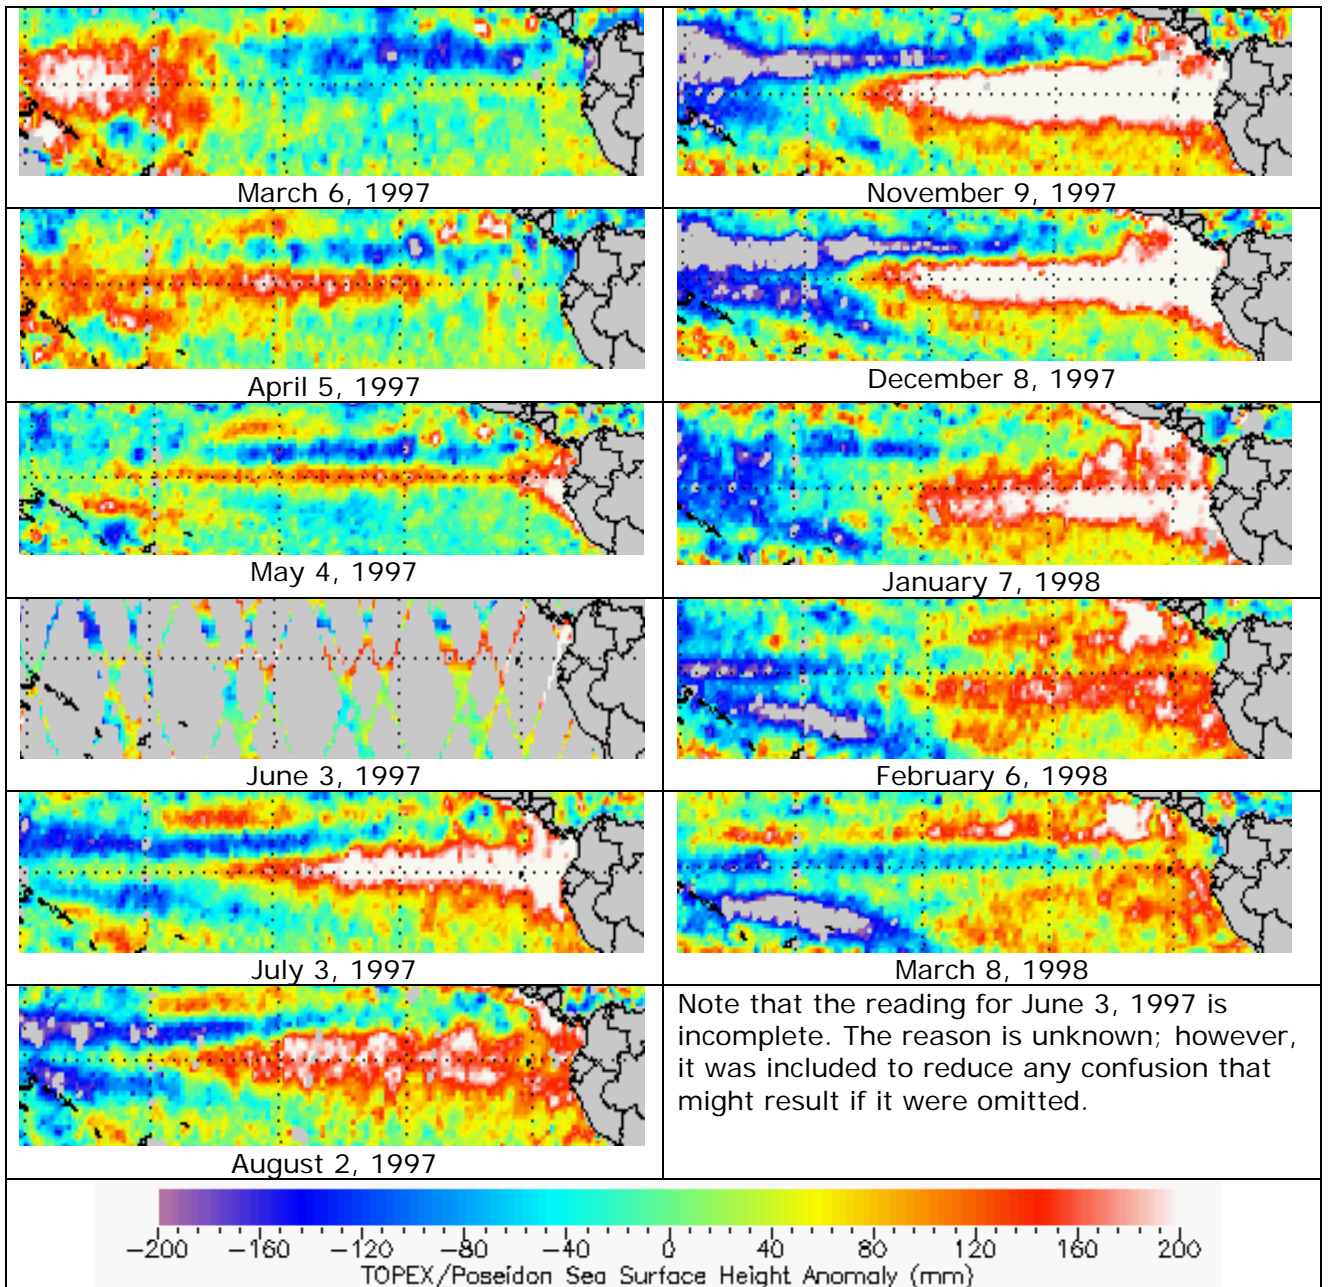 March 6, 1997
November 9, 1997
April 5, 1997
December 8, 1997
May 4, 1997
January 7, 1998
June 3, 1997
February 6, 1998
July 3, 1997
March 8, 1998
August 2, 1997
Note that the reading for June 3, 1997 is
incomplete. The reason is unknown; however,
it was included to reduce any confusion that
might result if it were omitted.
−200 −160 −120 −80 −40 0 40 80 120 160 200
TOPEX/Poseidon Sea Surface Height Anomaly (mm)